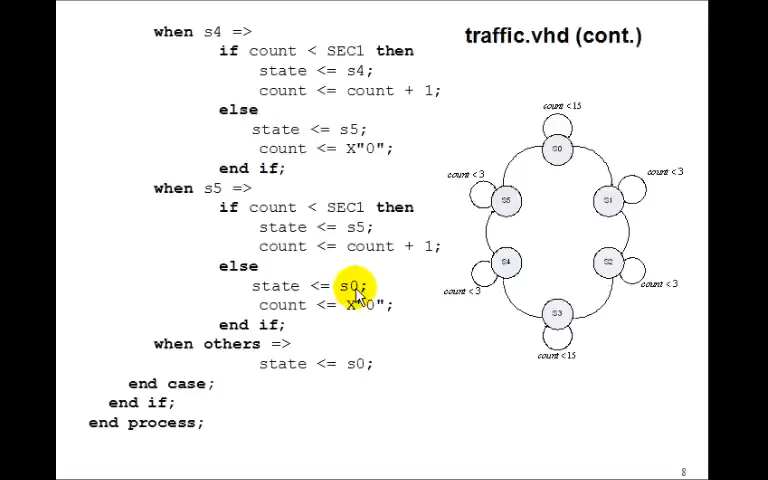 traffic.vhd (cont.)
when s4 =>
if count < SEC1 then
state <= s4;
count <= count + 1;
else
state <= s5;
count <= X"0";
end if;
when s5 =>
if count < SEC1 then
state <= s5;
count <= count + 1;
else
state <= s0;
count <= X"0";
end if;
when others =>
state <= s0;
end case;
end if;
end process;
count <15
S0
count <3
count <3
S5
S1
S4
S2
count <3
count <3
S3
count <15
8